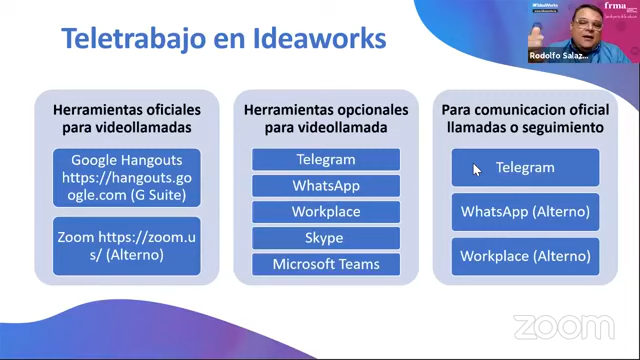 Teletrabajo en Ideaworks
frma
Rodolfo Salaz...
Herramientas oficiales
para videollamadas
Google Hangouts
https://hangouts.go
ogle.com (G Suite)
Zoom https://zoom.u
s/ (Alterno)
Herramientas opcionales
para videollamada
Telegram
WhatsApp
Workplace
Skype
Microsoft Teams
Para comunicacion oficial
llamadas o seguimiento
Telegram
WhatsApp (Alterno)
Workplace (Alterno)
zoom